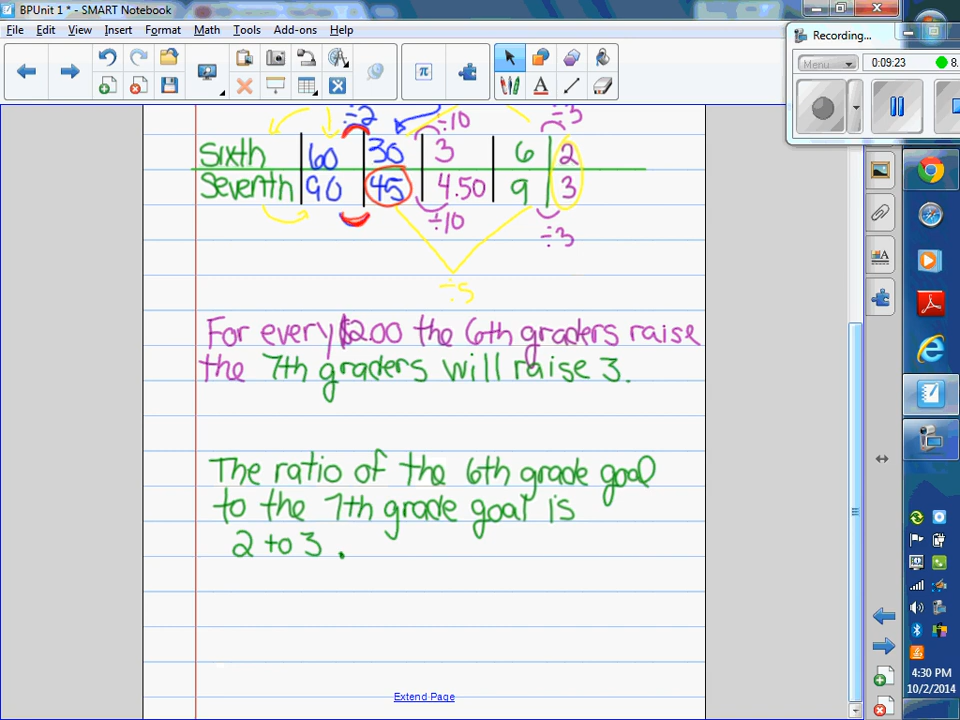 BPUnit 1 * - SMART Notebook
File Edit View Insert Format Math Tools Add-ons Help
Recording...
Menu 0:09:23 8.
÷2 ÷10 ÷3
Sixth 60 30 3 6 2
Seventh 90 45 4.50 9 3
÷10 ÷3
÷5
For every $2.00 the 6th graders raise
the 7th graders will raise 3.
The ratio of the 6th grade goal
to the 7th grade goal is
2 to 3.
Extend Page
4:30 PM
10/2/2014